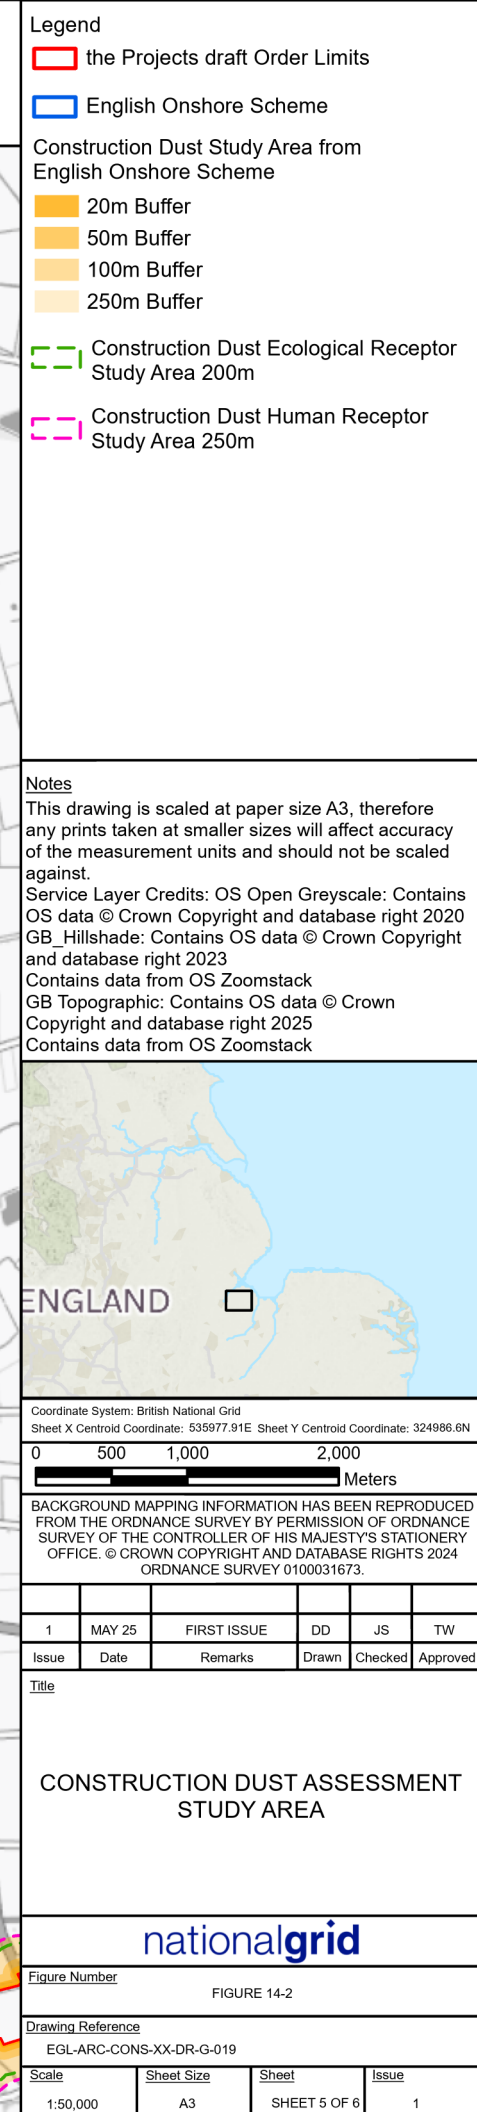 Legend
the Projects draft Order Limits
English Onshore Scheme
Construction Dust Study Area from
English Onshore Scheme
20m Buffer
50m Buffer
100m Buffer
250m Buffer
Construction Dust Ecological Receptor
Study Area 200m
Construction Dust Human Receptor
Study Area 250m
Notes
This drawing is scaled at paper size A3, therefore
any prints taken at smaller sizes will affect accuracy
of the measurement units and should not be scaled
against.
Service Layer Credits: OS Open Greyscale: Contains
OS data © Crown Copyright and database right 2020
GB_Hillshade: Contains OS data © Crown Copyright
and database right 2023
Contains data from OS Zoomstack
GB Topographic: Contains OS data © Crown
Copyright and database right 2025
Contains data from OS Zoomstack
ENGLAND
Coordinate System: British National Grid
Sheet X Centroid Coordinate: 535977.91E Sheet Y Centroid Coordinate: 324986.6N
0 500 1,000 2,000
Meters
BACKGROUND MAPPING INFORMATION HAS BEEN REPRODUCED
FROM THE ORDNANCE SURVEY BY PERMISSION OF ORDNANCE
SURVEY OF THE CONTROLLER OF HIS MAJESTY'S STATIONERY
OFFICE. © CROWN COPYRIGHT AND DATABASE RIGHTS 2024
ORDNANCE SURVEY 0100031673.
1 MAY 25 FIRST ISSUE DD JS TW
Issue Date Remarks Drawn Checked Approved
Title
CONSTRUCTION DUST ASSESSMENT
STUDY AREA
nationalgrid
Figure Number
FIGURE 14-2
Drawing Reference
EGL-ARC-CONS-XX-DR-G-019
Scale Sheet Size Sheet Issue
1:50,000 A3 SHEET 5 OF 6 1